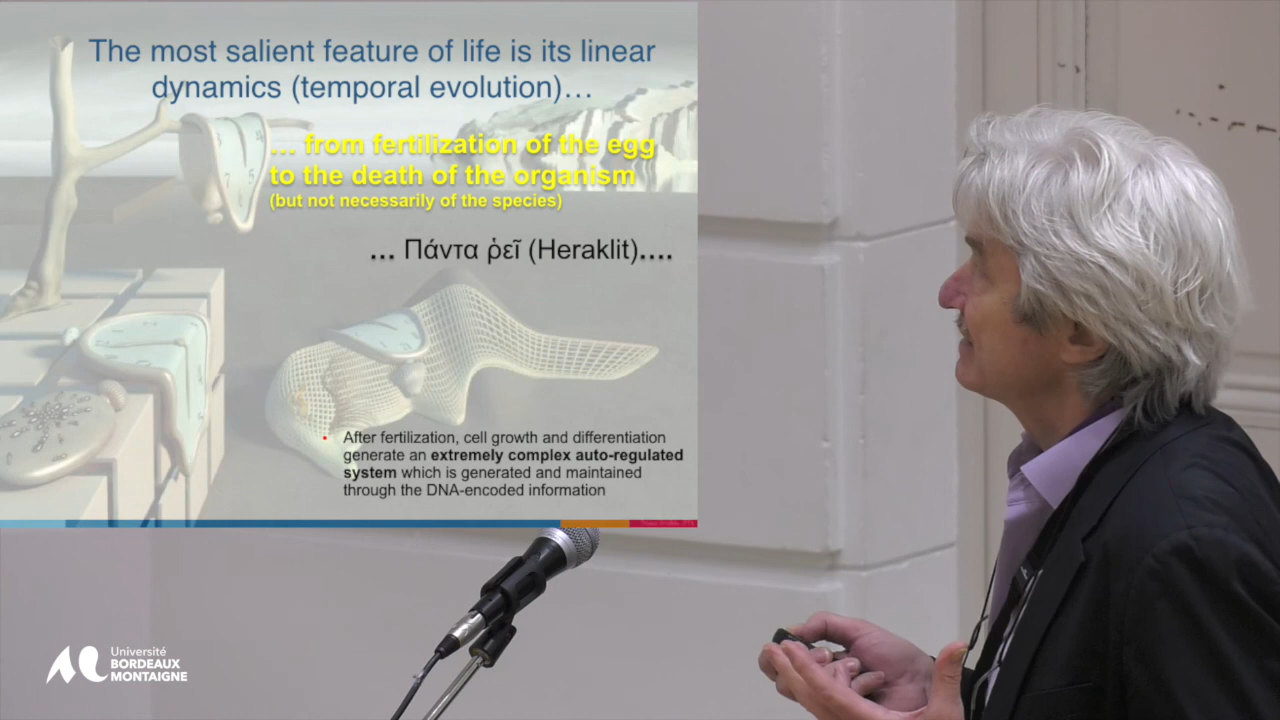 The most salient feature of life is its linear
dynamics (temporal evolution)…
… from fertilization of the egg
to the death of the organism
(but not necessarily of the species)
… Πάντα ῥεῖ (Heraklit)….
• After fertilization, cell growth and differentiation
generate an extremely complex auto-regulated
system which is generated and maintained
through the DNA-encoded information
Université
BORDEAUX
MONTAIGNE